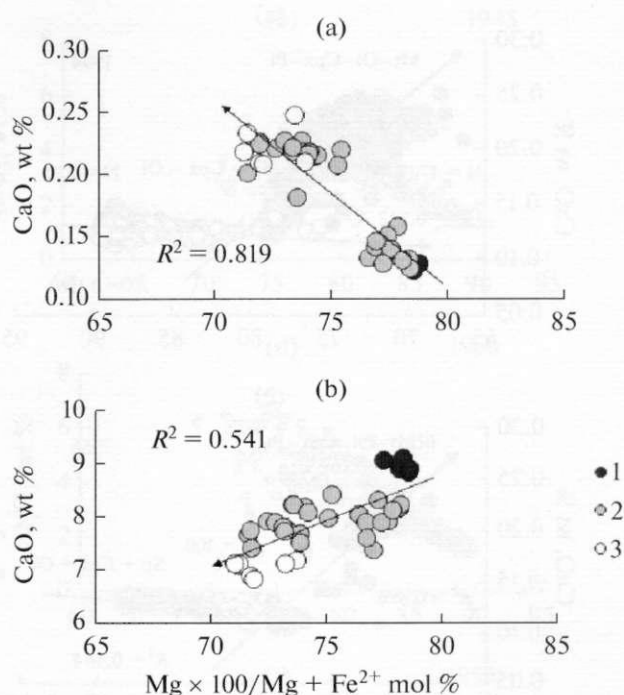 (a)
0.30
0.25
0.20
0.15
0.10
CaO, wt %
R² = 0.819
65 70 75 80 85
(b)
10
9
8
7
6
CaO, wt %
R² = 0.541
1
2
3
65 70 75 80 85
Mg × 100/Mg + Fe²⁺ mol %